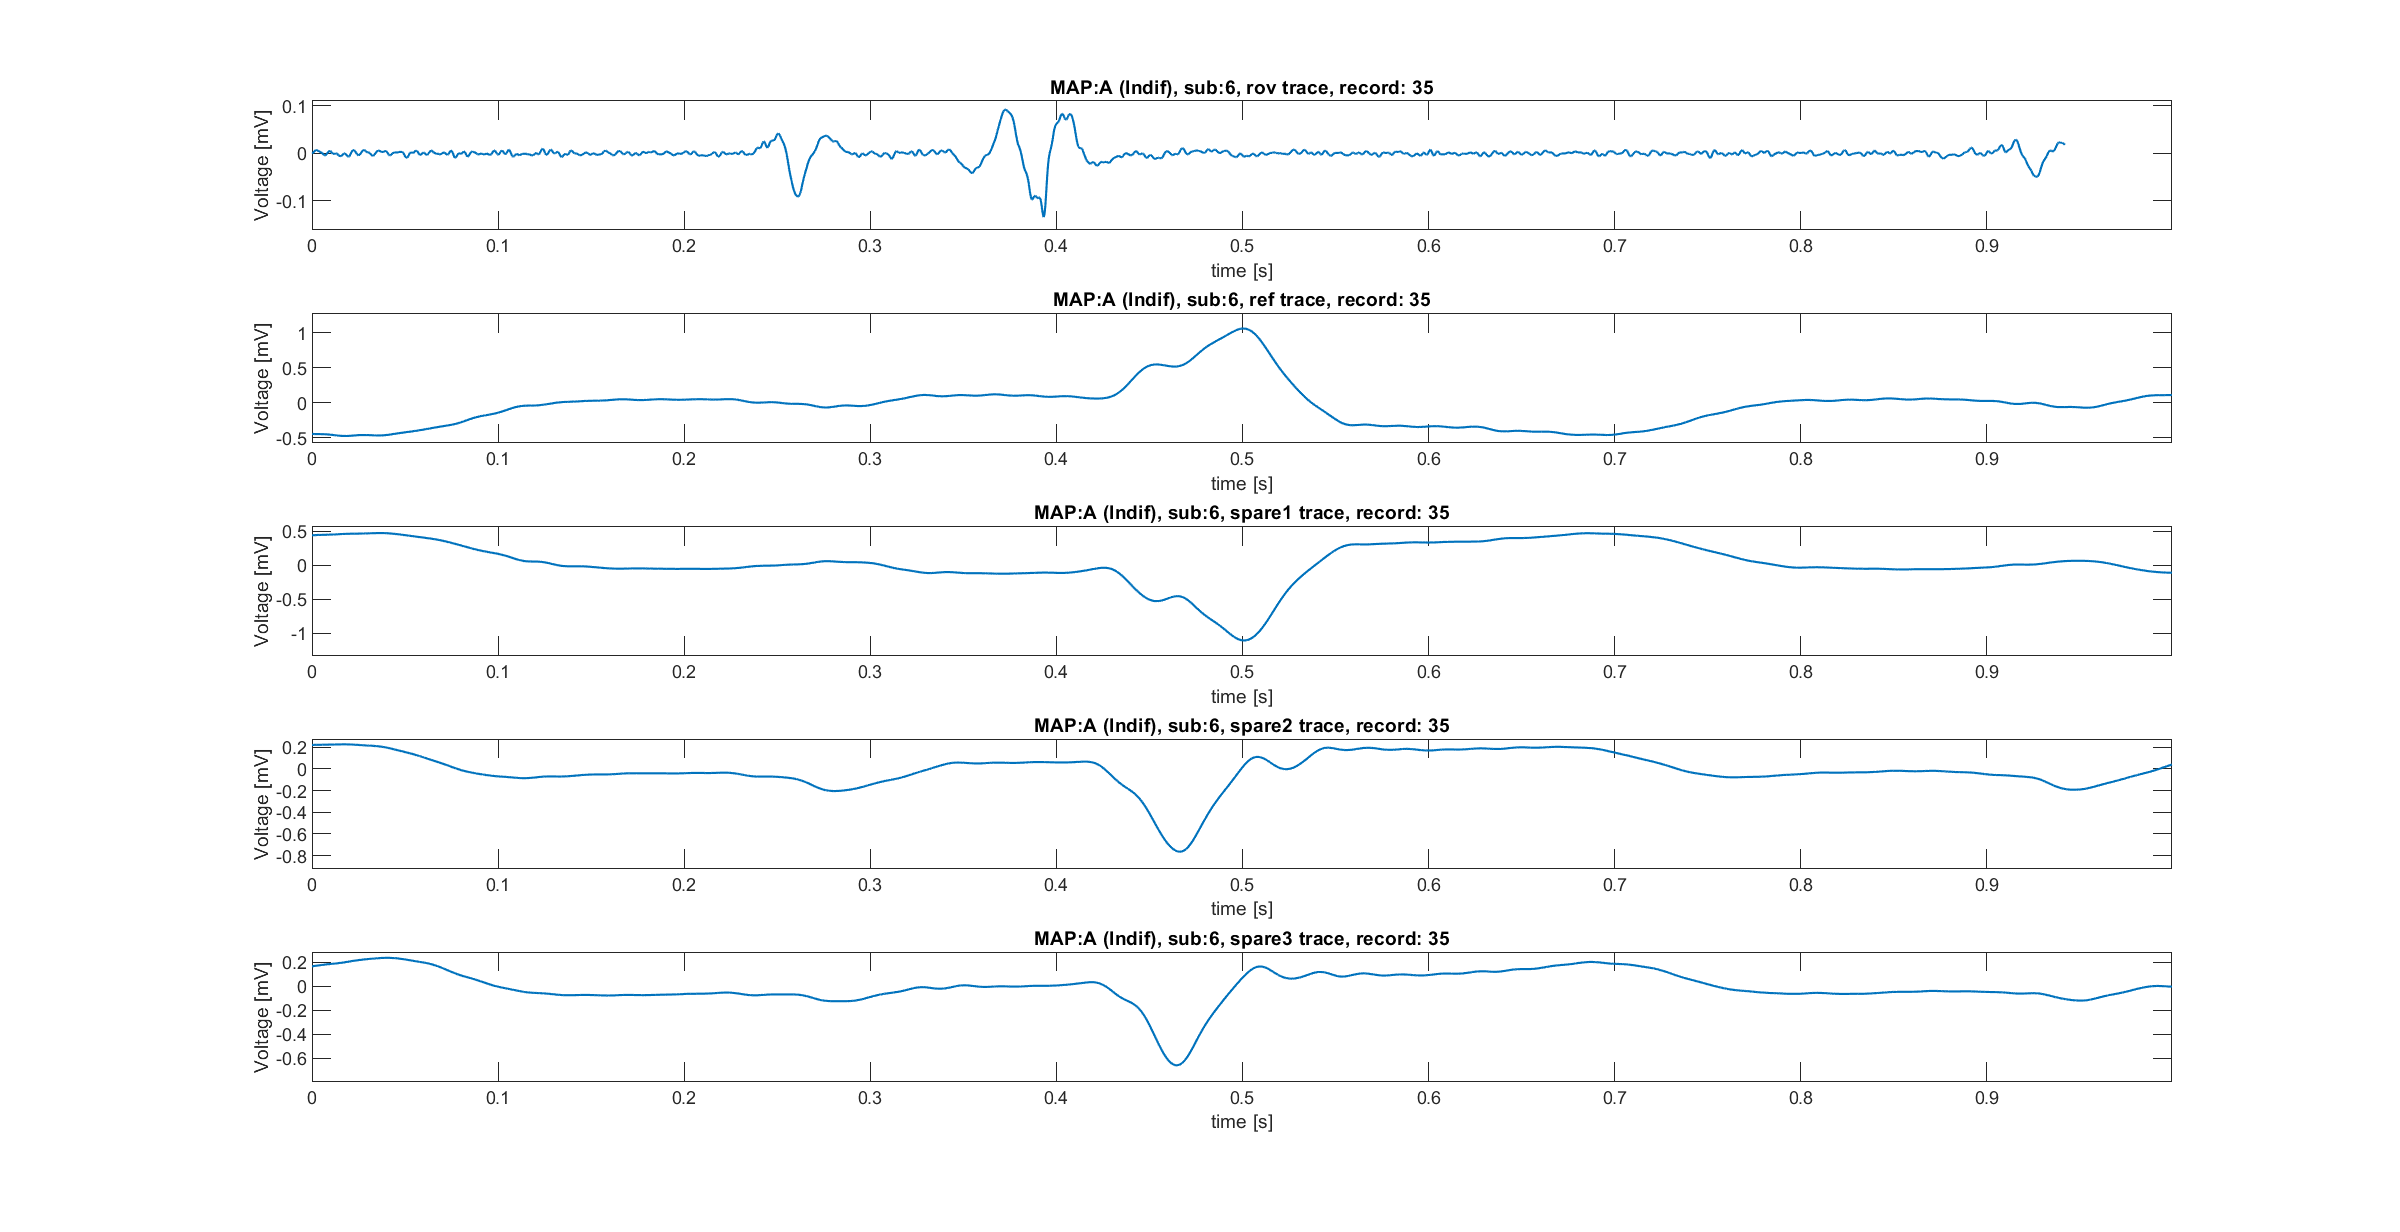 MAP:A (Indif), sub:6, rov trace, record: 35
Voltage [mV]
0.1
0
-0.1
0 0.1 0.2 0.3 0.4 0.5 0.6 0.7 0.8 0.9
time [s]
MAP:A (Indif), sub:6, ref trace, record: 35
Voltage [mV]
1
0.5
0
-0.5
0 0.1 0.2 0.3 0.4 0.5 0.6 0.7 0.8 0.9
time [s]
MAP:A (Indif), sub:6, spare1 trace, record: 35
Voltage [mV]
0.5
0
-0.5
-1
0 0.1 0.2 0.3 0.4 0.5 0.6 0.7 0.8 0.9
time [s]
MAP:A (Indif), sub:6, spare2 trace, record: 35
Voltage [mV]
0.2
0
-0.2
-0.4
-0.6
-0.8
0 0.1 0.2 0.3 0.4 0.5 0.6 0.7 0.8 0.9
time [s]
MAP:A (Indif), sub:6, spare3 trace, record: 35
Voltage [mV]
0.2
0
-0.2
-0.4
-0.6
0 0.1 0.2 0.3 0.4 0.5 0.6 0.7 0.8 0.9
time [s]